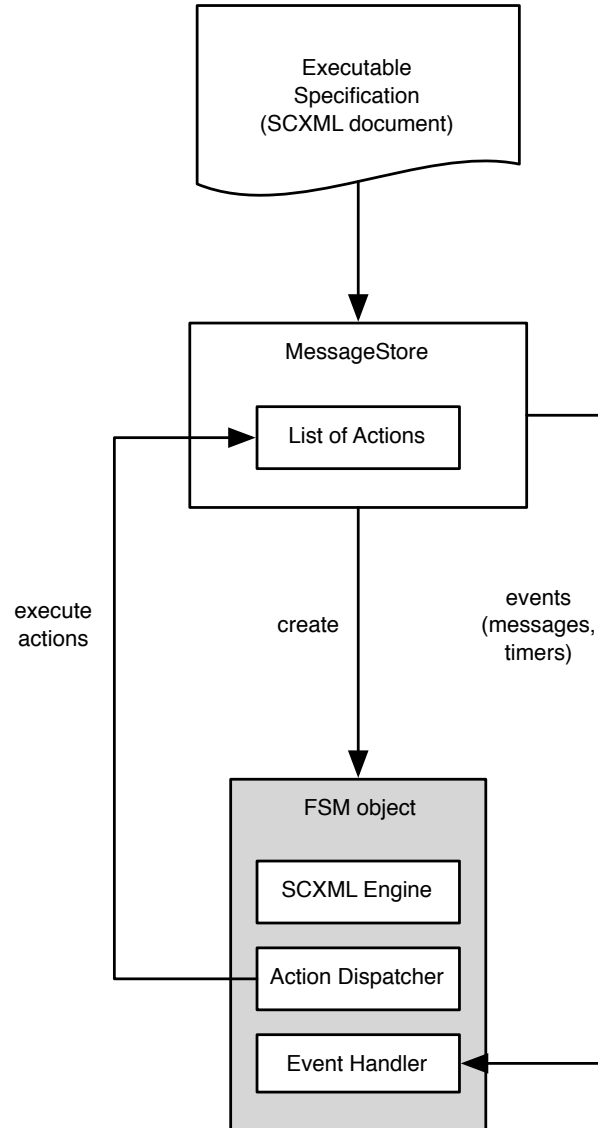 Executable
Specification
(SCXML document)
MessageStore
List of Actions
execute
actions
create
events
(messages,
timers)
FSM object
SCXML Engine
Action Dispatcher
Event Handler